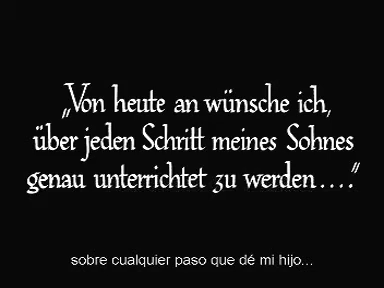 „Von heute an wünsche ich,
über jeden Schritt meines Sohnes
genau unterrichtet zu werden....“
sobre cualquier paso que dé mi hijo...